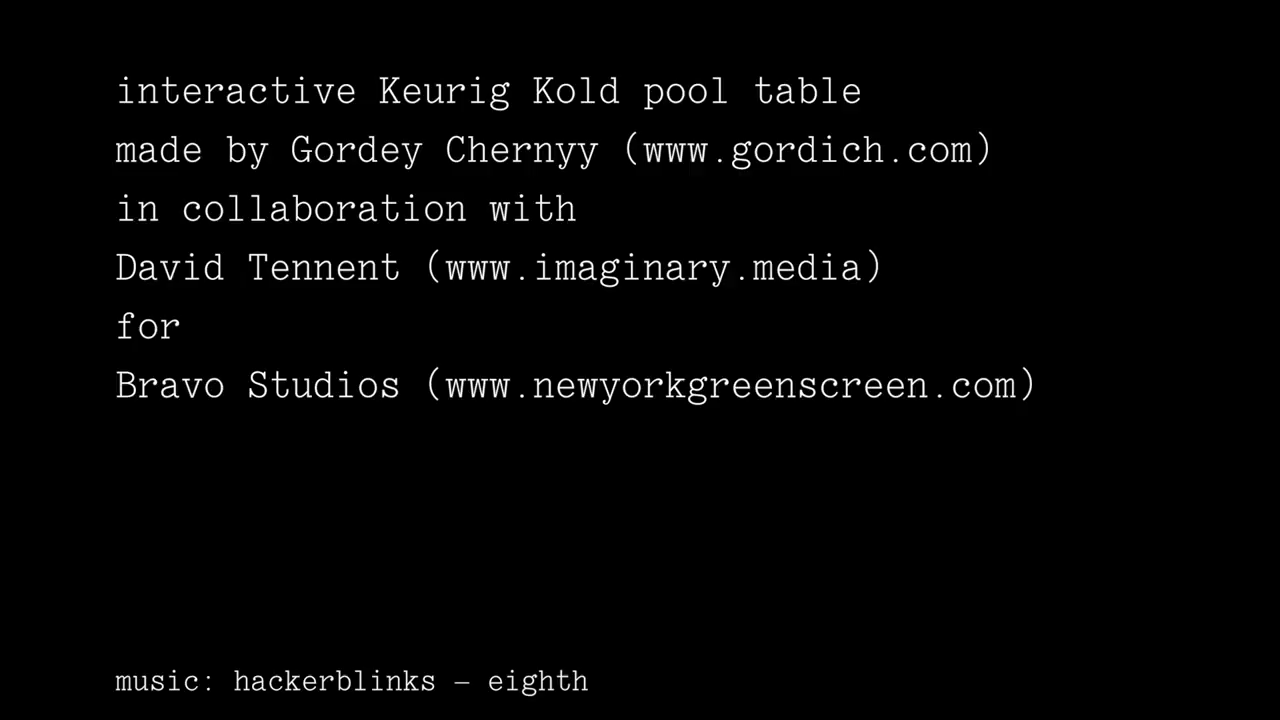 interactive Keurig Kold pool table
made by Gordey Chernyy (www.gordich.com)
in collaboration with
David Tennent (www.imaginary.media)
for
Bravo Studios (www.newyorkgreenscreen.com)
music: hackerblinks – eighth